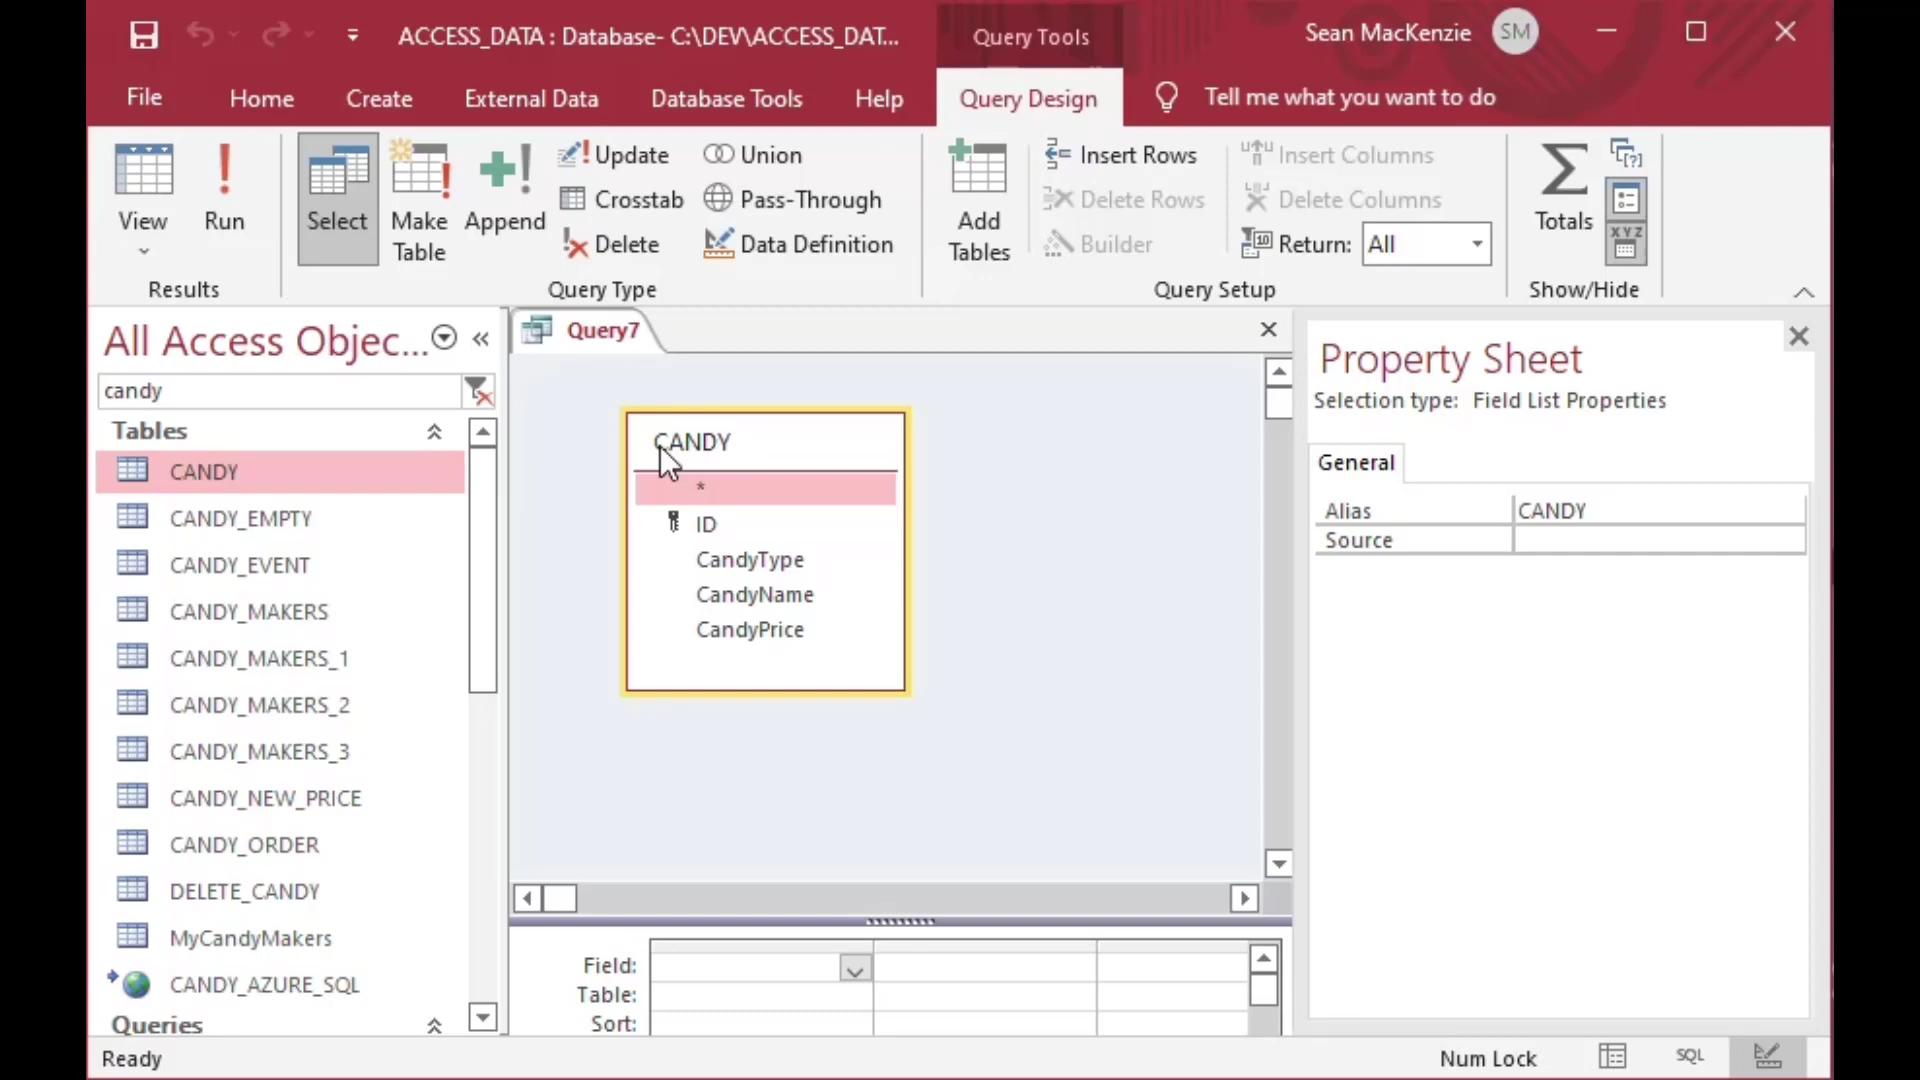 ACCESS_DATA : Database- C:\DEV\ACCESS_DAT...
Query Tools
Sean MacKenzie
SM
File
Home
Create
External Data
Database Tools
Help
Query Design
Tell me what you want to do
View
Run
Results
Select
Make Table
Append
Update
Crosstab
Delete
Union
Pass-Through
Data Definition
Query Type
Add Tables
Insert Rows
Delete Rows
Builder
Insert Columns
Delete Columns
Return: All
Query Setup
Totals
XYZ
Show/Hide
All Access Objec...
candy
Tables
CANDY
CANDY_EMPTY
CANDY_EVENT
CANDY_MAKERS
CANDY_MAKERS_1
CANDY_MAKERS_2
CANDY_MAKERS_3
CANDY_NEW_PRICE
CANDY_ORDER
DELETE_CANDY
MyCandyMakers
CANDY_AZURE_SQL
Queries
Query7
CANDY
*
ID
CandyType
CandyName
CandyPrice
Field:
Table:
Sort:
Property Sheet
Selection type: Field List Properties
General
Alias CANDY
Source
Ready
Num Lock
SQL